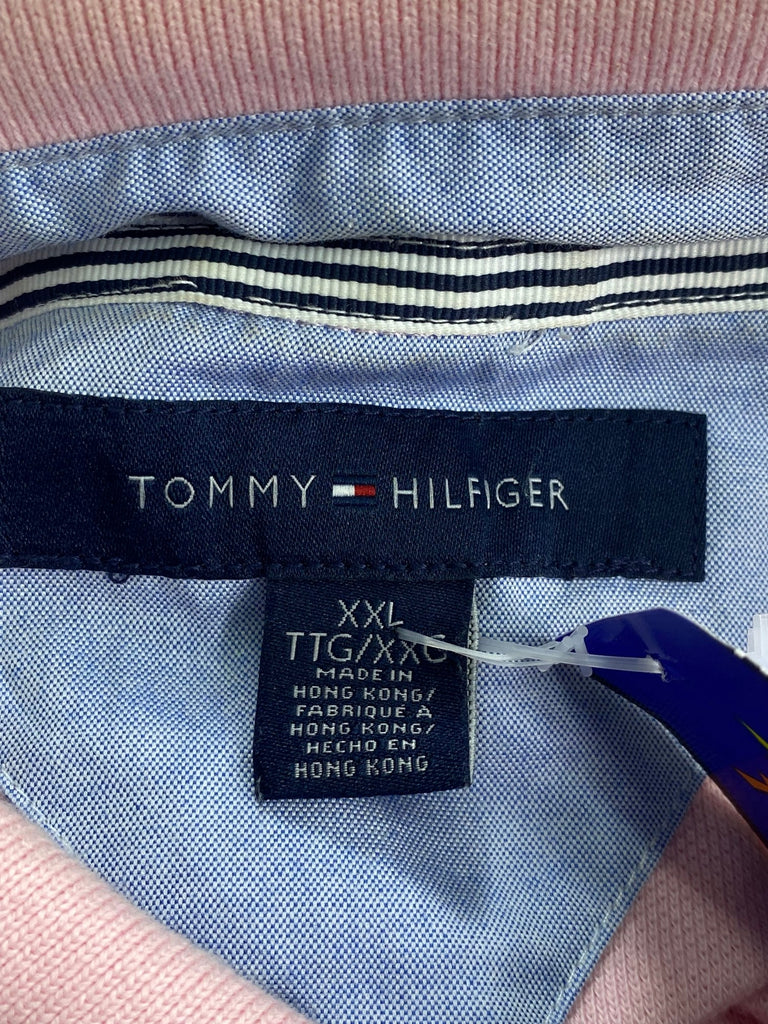 TOMMY HILFIGER
XXL
TTG/XXG
MADE IN
HONG KONG/
FABRIQUE À
HONG KONG/
HECHO EN
HONG KONG